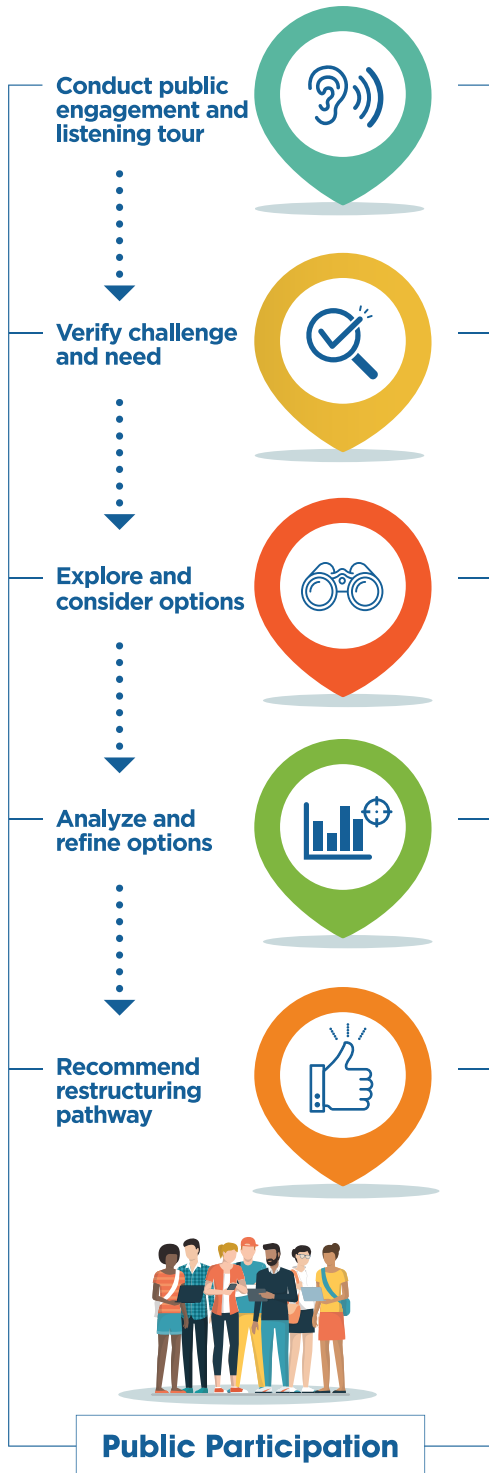 Conduct public
engagement and
listening tour
Verify challenge
and need
Explore and
consider options
Analyze and
refine options
Recommend
restructuring
pathway
Public Participation